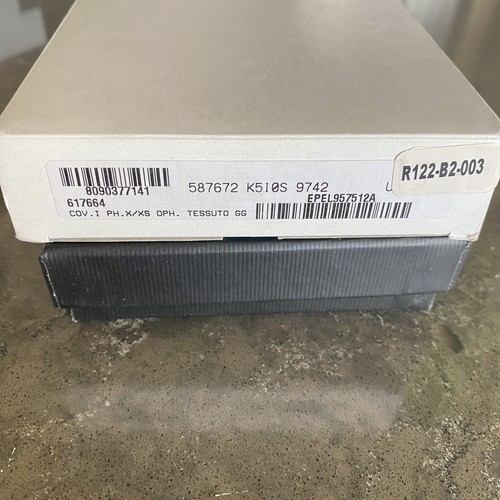 8090377141
587672 K5I0S 9742 U
R122-B2-003
617664
EPEL957512A
COV.I PH.X/XS OPH. TESSUTO GG